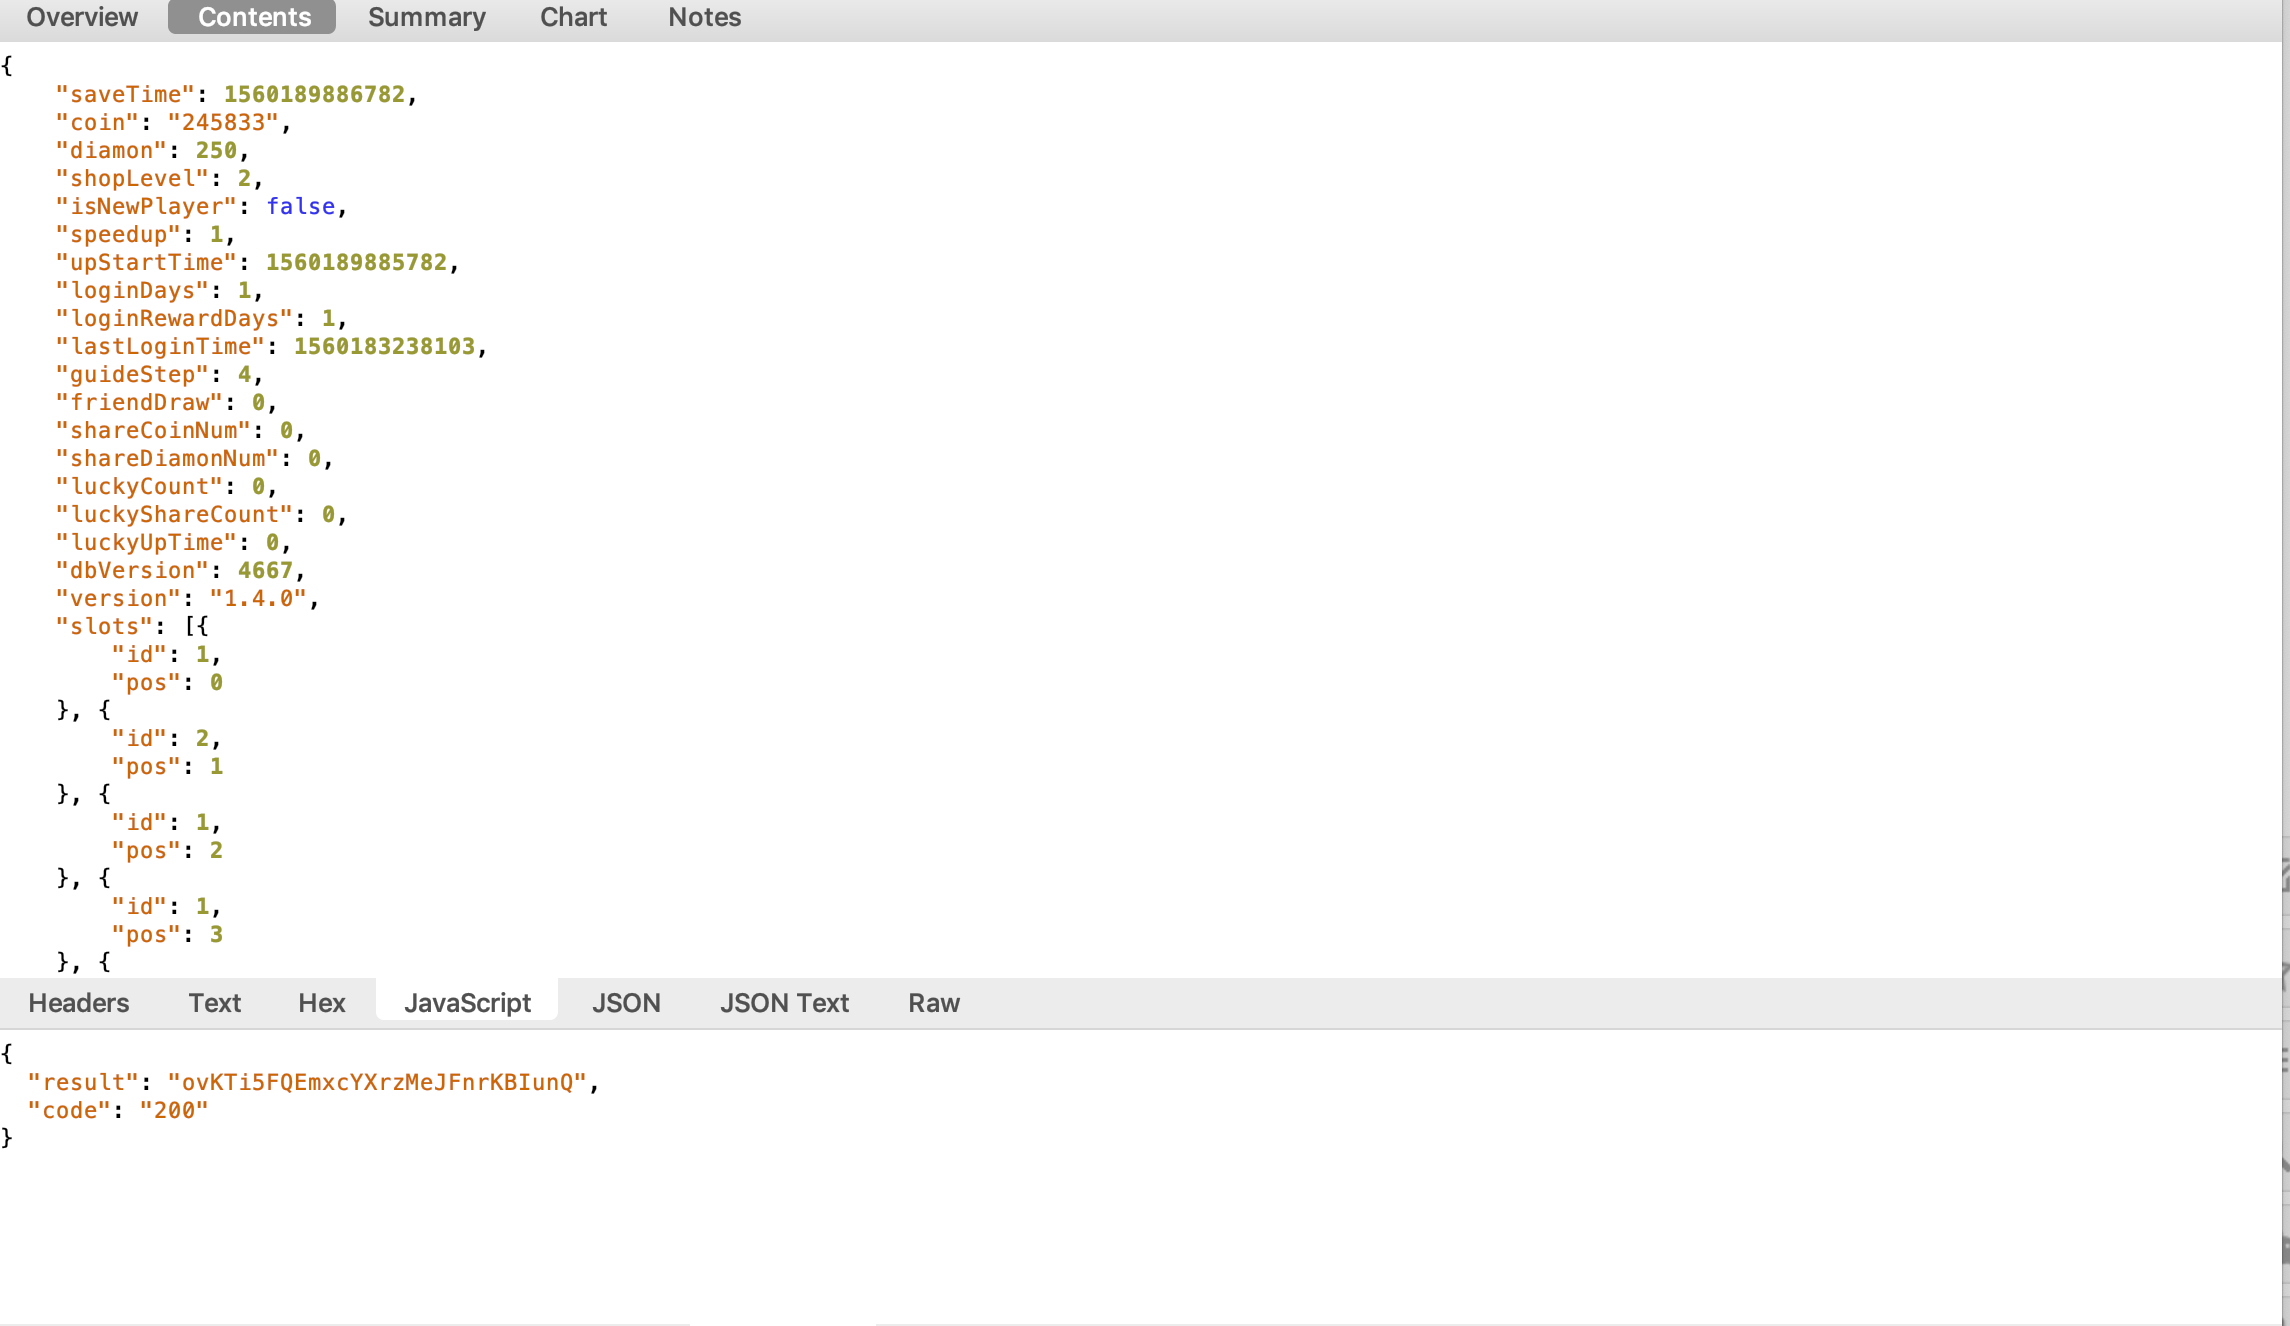 Overview Contents Summary Chart Notes
{
"saveTime": 1560189886782,
"coin": "245833",
"diamon": 250,
"shopLevel": 2,
"isNewPlayer": false,
"speedup": 1,
"upStartTime": 1560189885782,
"loginDays": 1,
"loginRewardDays": 1,
"lastLoginTime": 1560183238103,
"guideStep": 4,
"friendDraw": 0,
"shareCoinNum": 0,
"shareDiamonNum": 0,
"luckyCount": 0,
"luckyShareCount": 0,
"luckyUpTime": 0,
"dbVersion": 4667,
"version": "1.4.0",
"slots": [{
"id": 1,
"pos": 0
}, {
"id": 2,
"pos": 1
}, {
"id": 1,
"pos": 2
}, {
"id": 1,
"pos": 3
}, {
Headers Text Hex JavaScript JSON JSON Text Raw
{
"result": "ovKTi5FQEmxcYXrzMeJFnrKBIunQ",
"code": "200"
}